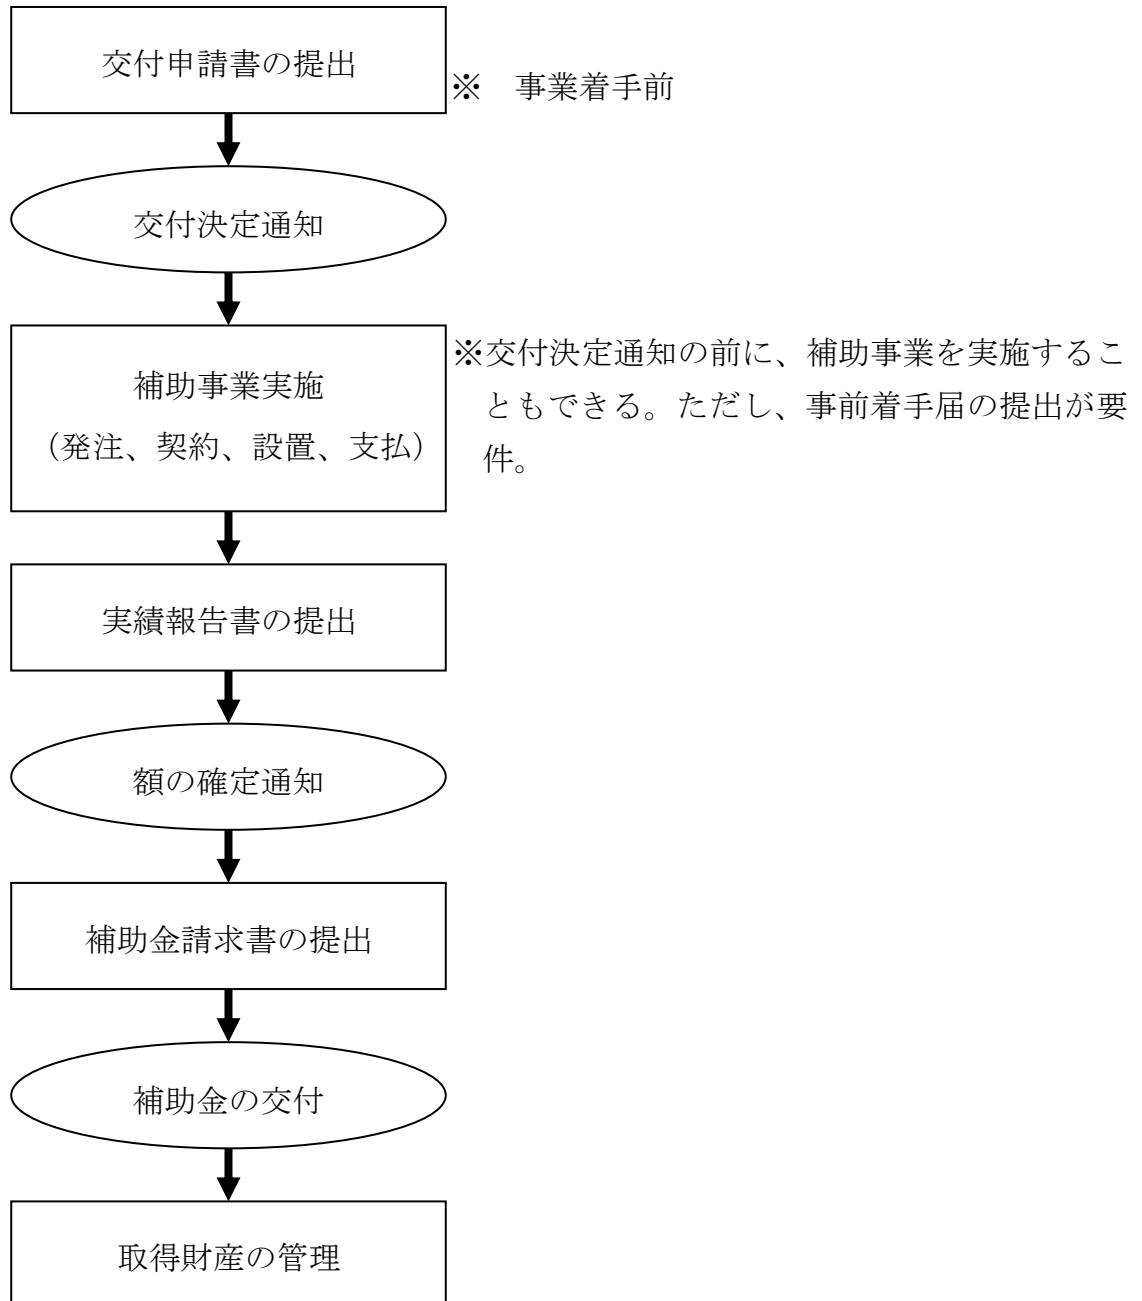 交付申請書の提出
※　事業着手前
交付決定通知
補助事業実施
（発注、契約、設置、支払）
※交付決定通知の前に、補助事業を実施するこ
ともできる。ただし、事前着手届の提出が要
件。
実績報告書の提出
額の確定通知
補助金請求書の提出
補助金の交付
取得財産の管理